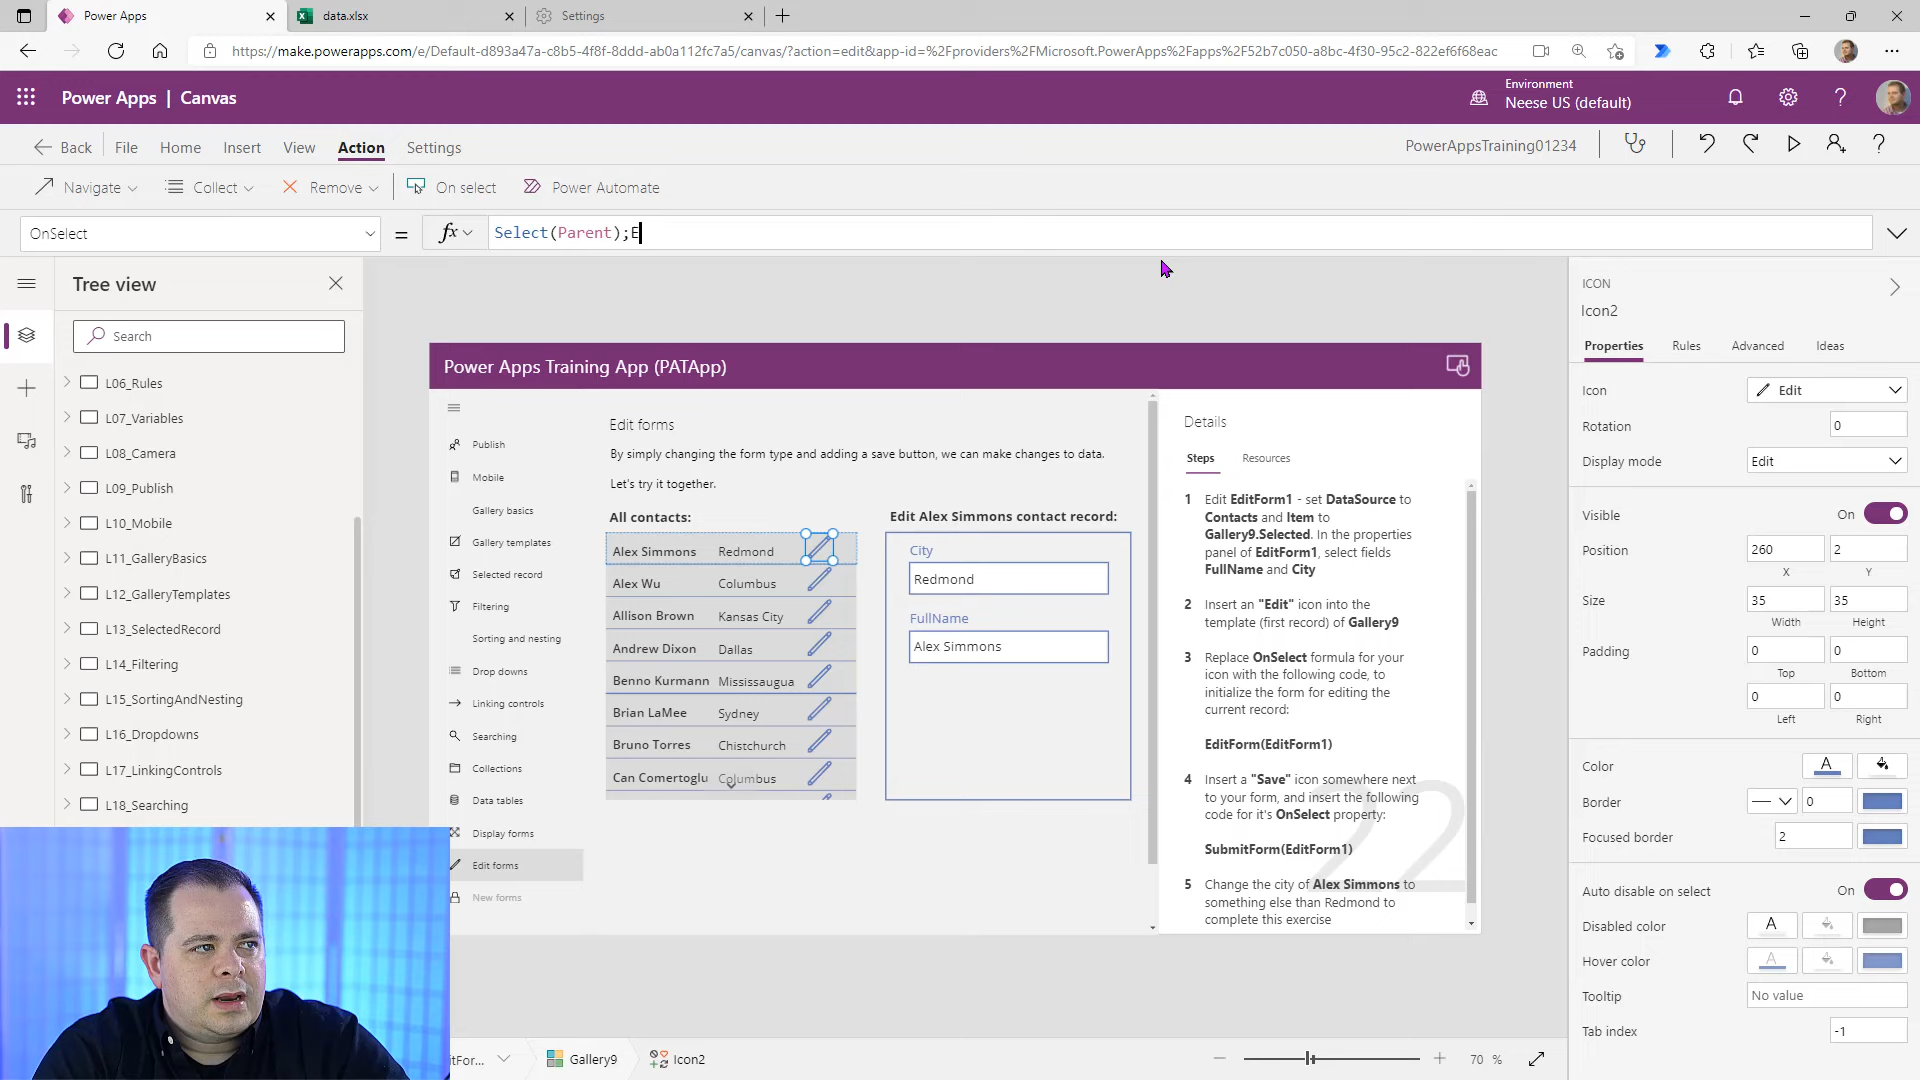 Power Apps
data.xlsx
Settings
https://make.powerapps.com/e/Default-d893a47a-c8b5-4f8f-8ddd-ab0a112fc7a5/canvas/?action=edit&app-id=%2Fproviders%2FMicrosoft.PowerApps%2Fapps%2F52b7c050-a8bc-4f30-95c2-822ef6f68eac
Power Apps | Canvas
Environment
Neese US (default)
Back
File
Home
Insert
View
Action
Settings
PowerAppsTraining01234
Navigate
Collect
Remove
On select
Power Automate
OnSelect
=
fx
Select(Parent);E
Tree view
Search
L06_Rules
L07_Variables
L08_Camera
L09_Publish
L10_Mobile
L11_GalleryBasics
L12_GalleryTemplates
L13_SelectedRecord
L14_Filtering
L15_SortingAndNesting
L16_Dropdowns
L17_LinkingControls
L18_Searching
Power Apps Training App (PATApp)
Publish
Mobile
Gallery basics
Gallery templates
Selected record
Filtering
Sorting and nesting
Drop downs
Linking controls
Searching
Collections
Data tables
Display forms
Edit forms
New forms
Edit forms
By simply changing the form type and adding a save button, we can make changes to data.
Let's try it together.
All contacts:
Alex Simmons Redmond
Alex Wu Columbus
Allison Brown Kansas City
Andrew Dixon Dallas
Benno Kurmann Mississaugua
Brian LaMee Sydney
Bruno Torres Chistchurch
Can Comertoglu Columbus
Edit Alex Simmons contact record:
City
Redmond
FullName
Alex Simmons
Details
Steps
Resources
1 Edit EditForm1 - set DataSource to
Contacts and Item to
Gallery9.Selected. In the properties
panel of EditForm1, select fields
FullName and City
2 Insert an "Edit" icon into the
template (first record) of Gallery9
3 Replace OnSelect formula for your
icon with the following code, to
initialize the form for editing the
current record:
EditForm(EditForm1)
4 Insert a "Save" icon somewhere next
to your form, and insert the following
code for it's OnSelect property:
SubmitForm(EditForm1)
5 Change the city of Alex Simmons to
something else than Redmond to
complete this exercise
22
itFor...
Gallery9
Icon2
70 %
ICON
Icon2
Properties
Rules
Advanced
Ideas
Icon
Edit
Rotation
0
Display mode
Edit
Visible
On
Position
260
2
X
Y
Size
35
35
Width
Height
Padding
0
0
Top
Bottom
0
0
Left
Right
Color
A
Border
0
Focused border
2
Auto disable on select
On
Disabled color
A
Hover color
A
Tooltip
No value
Tab index
-1